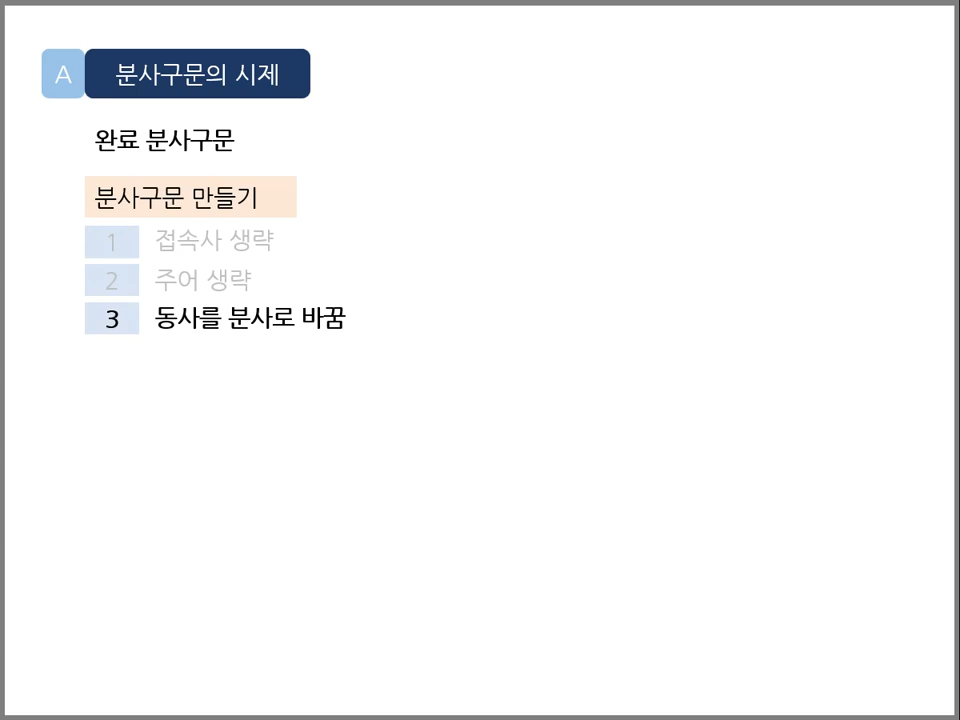 A 분사구문의 시제
완료 분사구문
분사구문 만들기
1 접속사 생략
2 주어 생략
3 동사를 분사로 바꿈